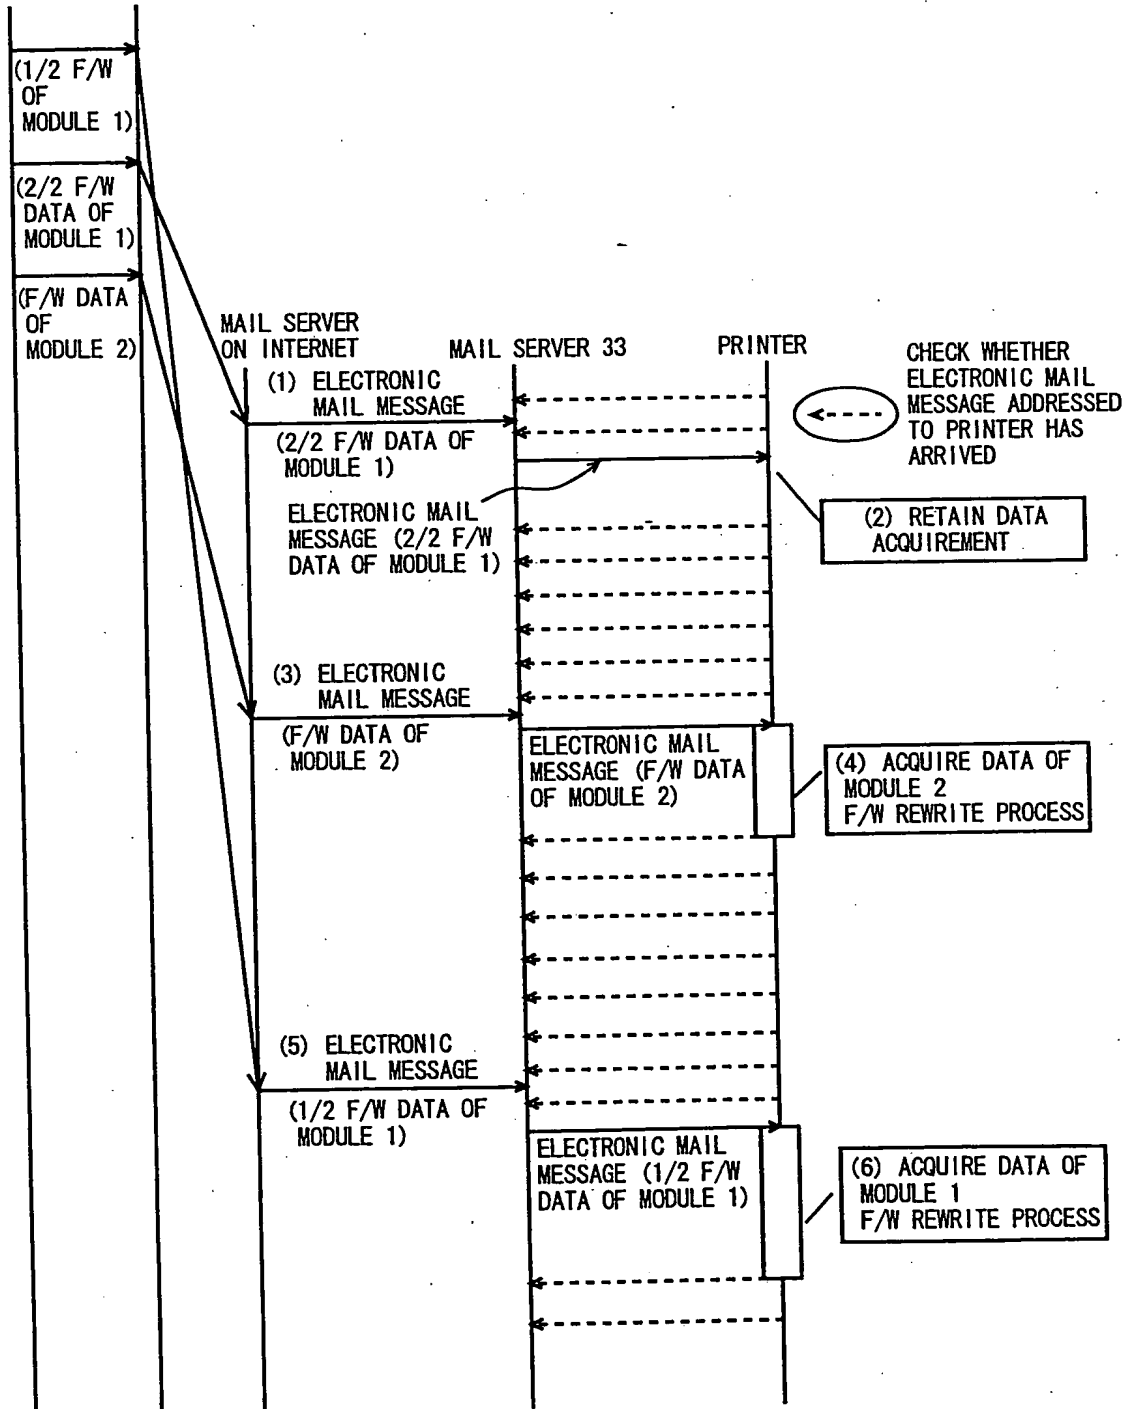 (1/2 F/W
OF
MODULE 1)
(2/2 F/W
DATA OF
MODULE 1)
(F/W DATA
OF
MODULE 2)
MAIL SERVER
ON INTERNET
MAIL SERVER 33
PRINTER
CHECK WHETHER
ELECTRONIC MAIL
MESSAGE ADDRESSED
TO PRINTER HAS
ARRIVED
(1) ELECTRONIC
MAIL MESSAGE
(2/2 F/W DATA OF
MODULE 1)
ELECTRONIC MAIL
MESSAGE (2/2 F/W
DATA OF MODULE 1)
(2) RETAIN DATA
ACQUIREMENT
(3) ELECTRONIC
MAIL MESSAGE
(F/W DATA OF
MODULE 2)
ELECTRONIC MAIL
MESSAGE (F/W DATA
OF MODULE 2)
(4) ACQUIRE DATA OF
MODULE 2
F/W REWRITE PROCESS
(5) ELECTRONIC
MAIL MESSAGE
(1/2 F/W DATA OF
MODULE 1)
ELECTRONIC MAIL
MESSAGE (1/2 F/W
DATA OF MODULE 1)
(6) ACQUIRE DATA OF
MODULE 1
F/W REWRITE PROCESS